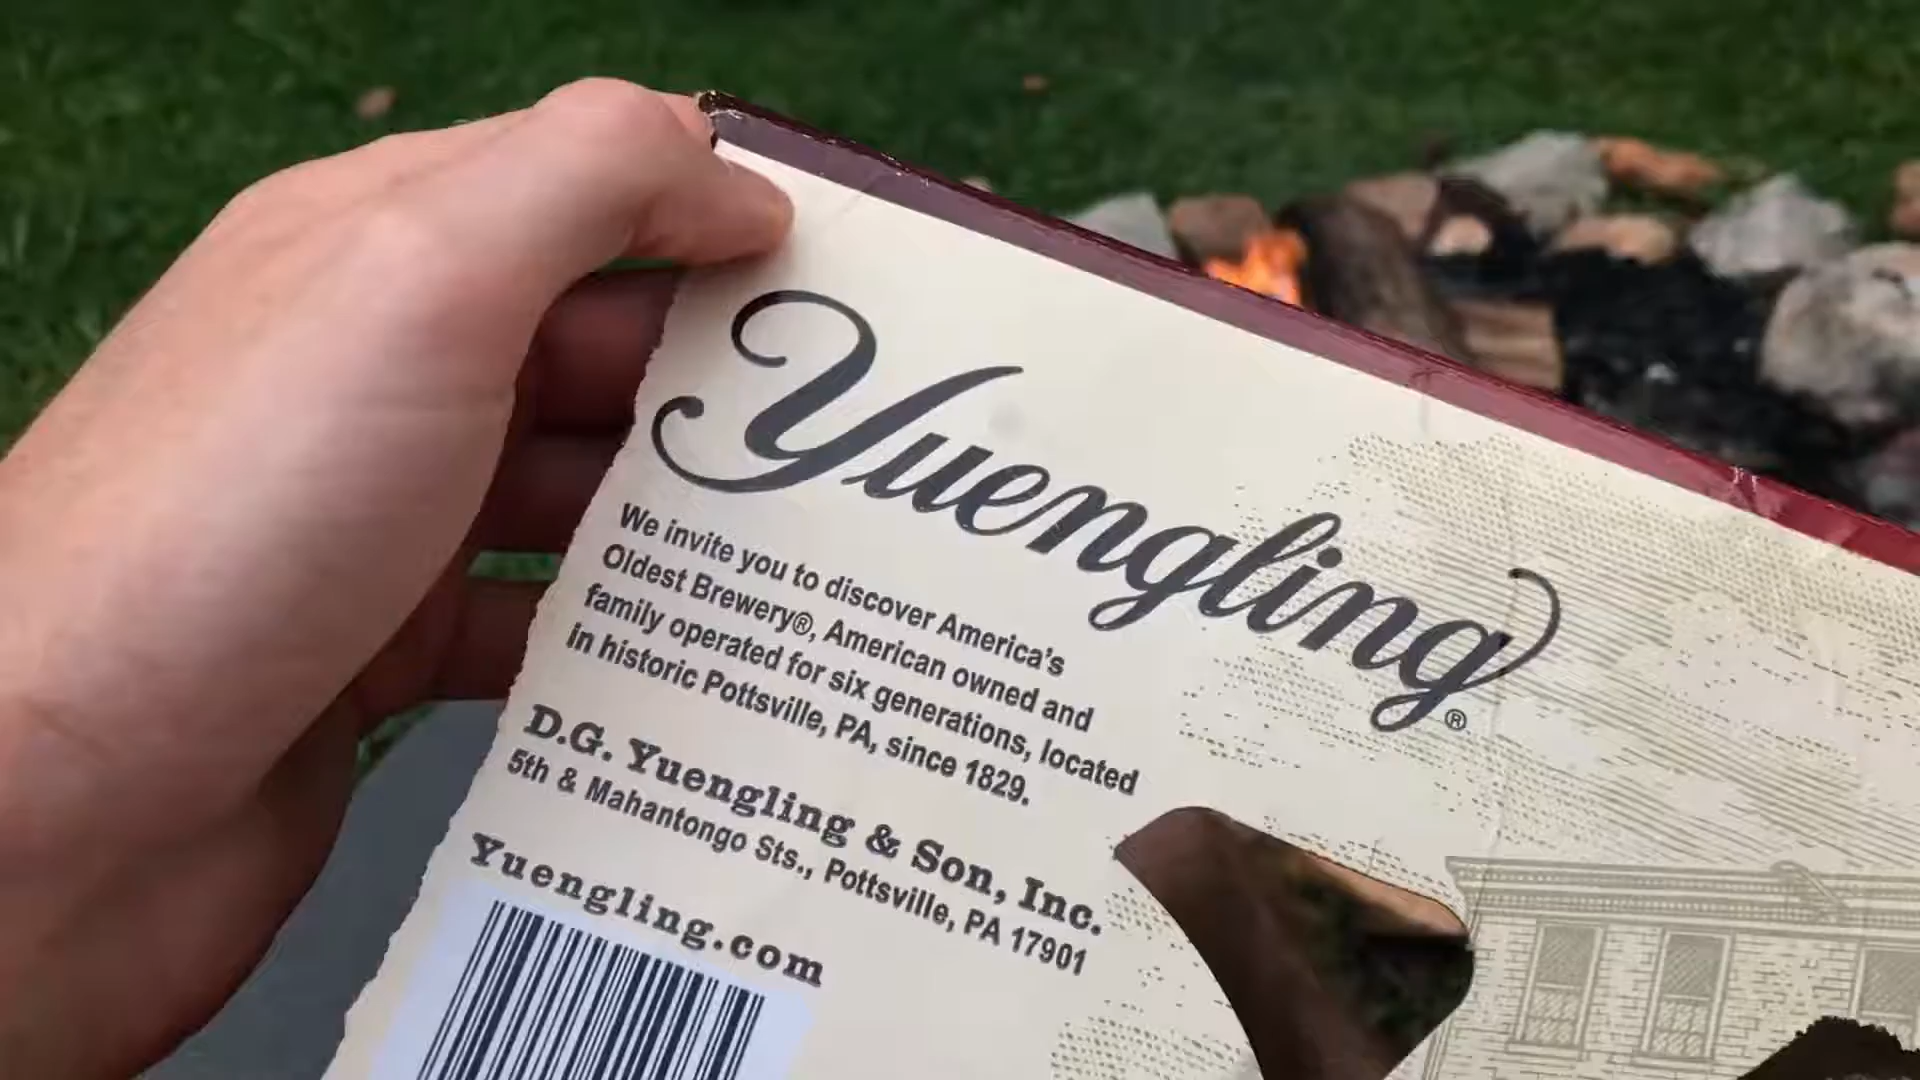 Yuengling®
We invite you to discover America's
Oldest Brewery®, American owned and
family operated for six generations, located
in historic Pottsville, PA, since 1829.
D.G. Yuengling & Son, Inc.
5th & Mahantongo Sts., Pottsville, PA 17901
Yuengling.com